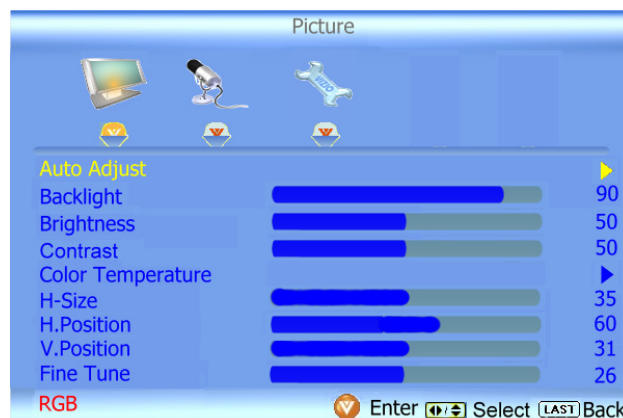 Picture
VIZIO
Auto Adjust
Backlight 90
Brightness 50
Contrast 50
Color Temperature
H-Size 35
H.Position 60
V.Position 31
Fine Tune 26
RGB Enter Select LAST Back